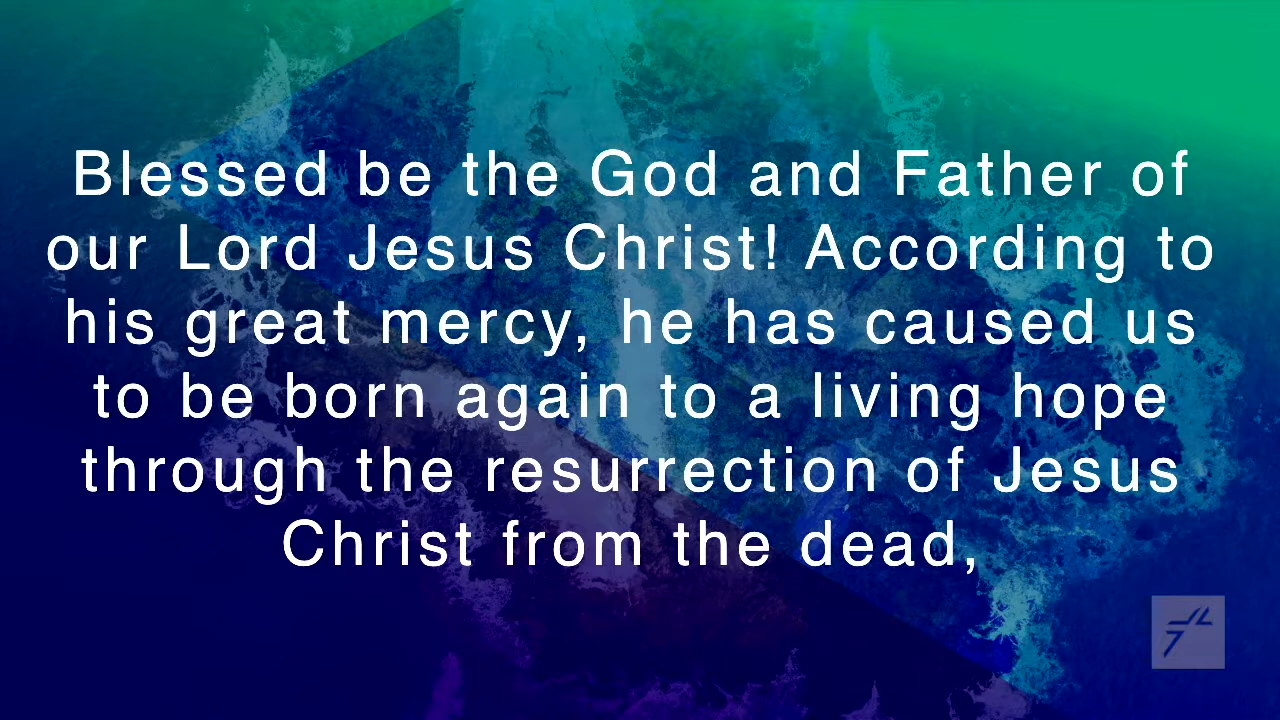 Blessed be the God and Father of
our Lord Jesus Christ! According to
his great mercy, he has caused us
to be born again to a living hope
through the resurrection of Jesus
Christ from the dead,